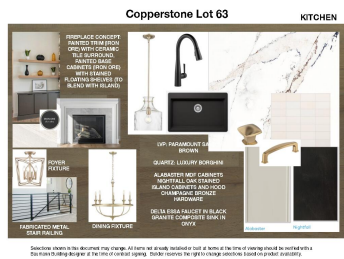 Copperstone Lot 63
KITCHEN
FIREPLACE CONCEPT:
PAINTED TRIM (IRON
ORE) WITH CERAMIC
TILE SURROUND,
PAINTED BASE
CABINETS (IRON ORE)
WITH STAINED
FLOATING SHELVES (TO
BLEND WITH ISLAND)
LVP: PARAMOUNT SA
BROWN
QUARTZ: LUXURY BORGHINI
ALABASTER MDF CABINETS
NIGHTFALL OAK STAINED
ISLAND CABINETS AND HOOD
CHAMPAGNE BRONZE
HARDWARE
DELTA ESSA FAUCET IN BLACK
GRANITE COMPOSITE SINK IN
ONYX
FOYER
FIXTURE
DINING FIXTURE
FABRICATED METAL
STAIR RAILING
Alabaster
Nightfall
Selections shown in this document may change. All items not already installed or built at home at the time of viewing should be verified with a
Building designer at the time of contract signing. Builder reserves the right to change selections based on product availability.